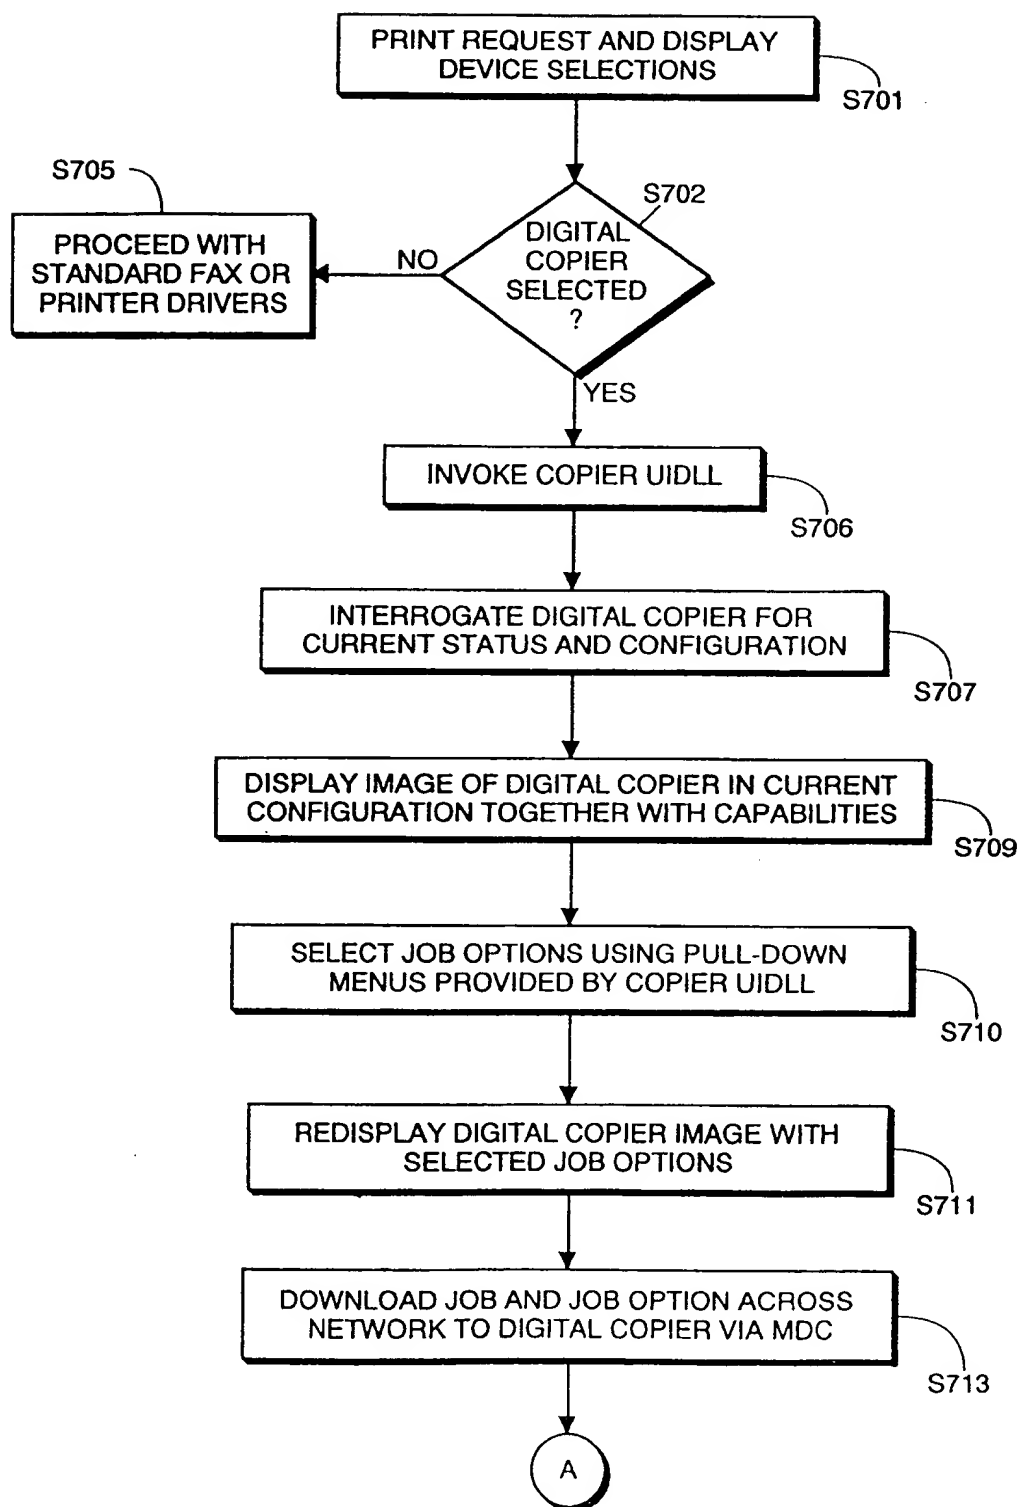 PRINT REQUEST AND DISPLAY
DEVICE SELECTIONS
S701
S705
S702
PROCEED WITH
STANDARD FAX OR
PRINTER DRIVERS
NO
DIGITAL
COPIER
SELECTED
?
YES
INVOKE COPIER UIDLL
S706
INTERROGATE DIGITAL COPIER FOR
CURRENT STATUS AND CONFIGURATION
S707
DISPLAY IMAGE OF DIGITAL COPIER IN CURRENT
CONFIGURATION TOGETHER WITH CAPABILITIES
S709
SELECT JOB OPTIONS USING PULL-DOWN
MENUS PROVIDED BY COPIER UIDLL
S710
REDISPLAY DIGITAL COPIER IMAGE WITH
SELECTED JOB OPTIONS
S711
DOWNLOAD JOB AND JOB OPTION ACROSS
NETWORK TO DIGITAL COPIER VIA MDC
S713
A